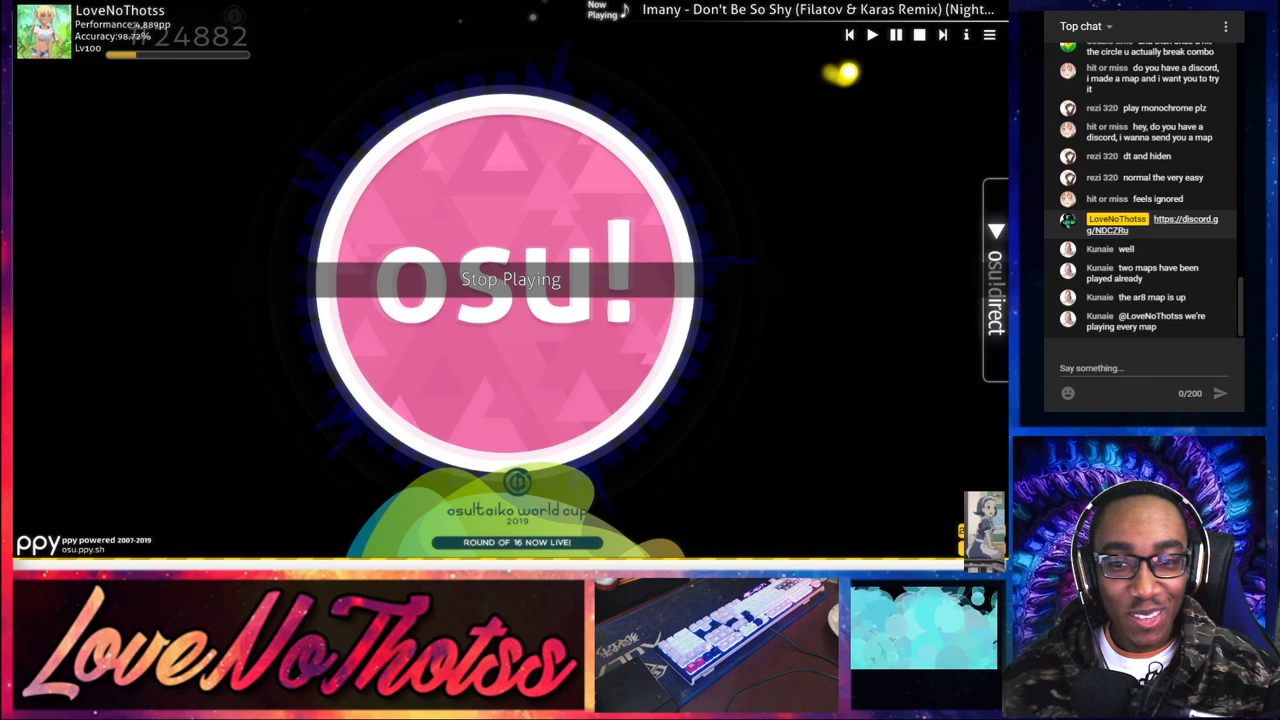 LoveNoThotss
Performance:4,889pp
Accuracy:98.72%
Lv100
#24882
Now
Playing
Imany - Don't Be So Shy (Filatov & Karas Remix) (Night...
osu!
Stop Playing
osu!direct
osu!taiko world cup
2019
ROUND OF 16 NOW LIVE!
ppy
ppy powered 2007-2019
osu.ppy.sh
Top chat
the circle u actually break combo
hit or miss do you have a discord,
i made a map and i want you to try
it
rezi 320 play monochrome plz
hit or miss hey, do you have a
discord, i wanna send you a map
rezi 320 dt and hiden
rezi 320 normal the very easy
hit or miss feels ignored
LoveNoThotss https://discord.g
g/NDCZRu
Kunaie well
Kunaie two maps have been
played already
Kunaie the ar8 map is up
Kunaie @LoveNoThotss we're
playing every map
Say something...
0/200
LoveNoThotss